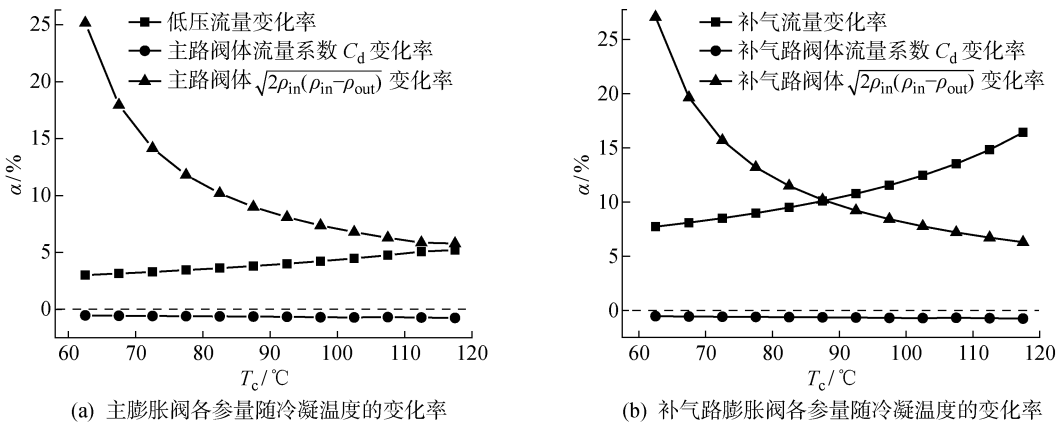 25
20
15
10
5
0
α/%
低压流量变化率
主路阀体流量系数 Cd 变化率
主路阀体 √2ρin(ρin−ρout) 变化率
60 70 80 90 100 110 120
Tc/℃
(a) 主膨胀阀各参量随冷凝温度的变化率
25
20
15
10
5
0
α/%
补气流量变化率
补气路阀体流量系数 Cd 变化率
补气路阀体 √2ρin(ρin−ρout) 变化率
60 70 80 90 100 110 120
Tc/℃
(b) 补气路膨胀阀各参量随冷凝温度的变化率